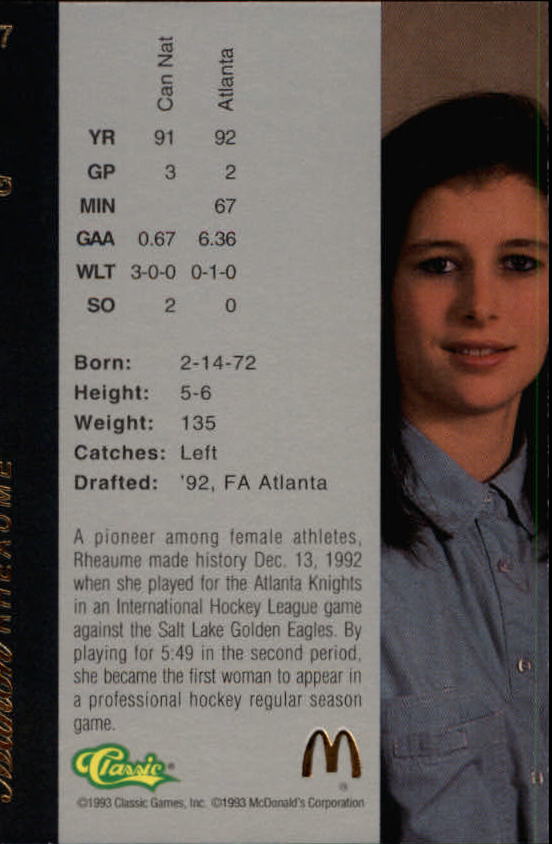 7
G
Manon RHEAUME
Can Nat Atlanta
YR 91 92
GP 3 2
MIN 67
GAA 0.67 6.36
WLT 3-0-0 0-1-0
SO 2 0
Born: 2-14-72
Height: 5-6
Weight: 135
Catches: Left
Drafted: '92, FA Atlanta
A pioneer among female athletes,
Rheaume made history Dec. 13, 1992
when she played for the Atlanta Knights
in an International Hockey League game
against the Salt Lake Golden Eagles. By
playing for 5:49 in the second period,
she became the first woman to appear in
a professional hockey regular season
game.
Classic®
M
®
©1993 Classic Games, Inc. ©1993 McDonald's Corporation